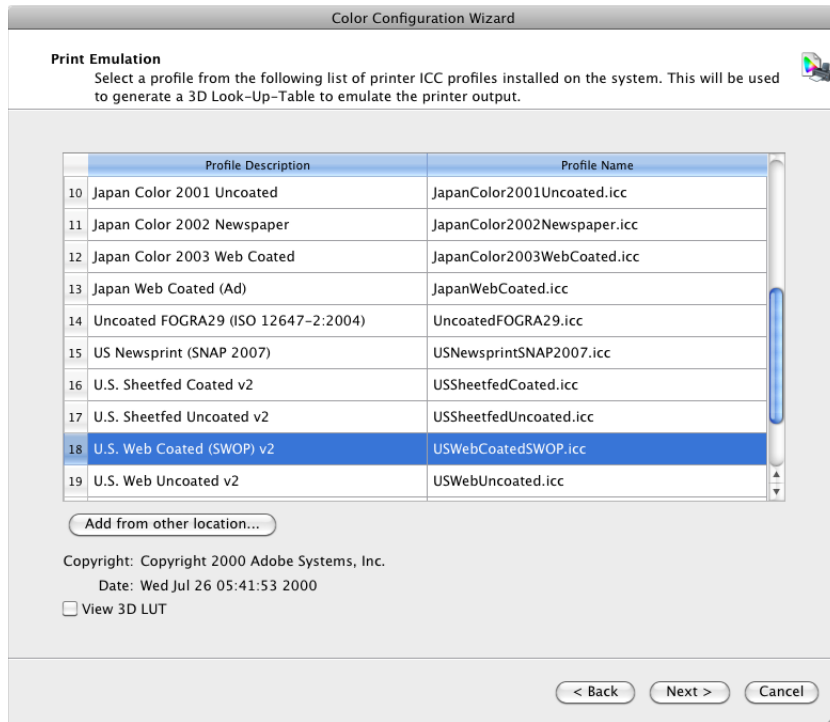 Color Configuration Wizard
Print Emulation
Select a profile from the following list of printer ICC profiles installed on the system. This will be used
to generate a 3D Look-Up-Table to emulate the printer output.
Profile Description Profile Name
10 Japan Color 2001 Uncoated JapanColor2001Uncoated.icc
11 Japan Color 2002 Newspaper JapanColor2002Newspaper.icc
12 Japan Color 2003 Web Coated JapanColor2003WebCoated.icc
13 Japan Web Coated (Ad) JapanWebCoated.icc
14 Uncoated FOGRA29 (ISO 12647-2:2004) UncoatedFOGRA29.icc
15 US Newsprint (SNAP 2007) USNewsprintSNAP2007.icc
16 U.S. Sheetfed Coated v2 USSheetfedCoated.icc
17 U.S. Sheetfed Uncoated v2 USSheetfedUncoated.icc
18 U.S. Web Coated (SWOP) v2 USWebCoatedSWOP.icc
19 U.S. Web Uncoated v2 USWebUncoated.icc
Add from other location...
Copyright: Copyright 2000 Adobe Systems, Inc.
Date: Wed Jul 26 05:41:53 2000
View 3D LUT
< Back Next > Cancel